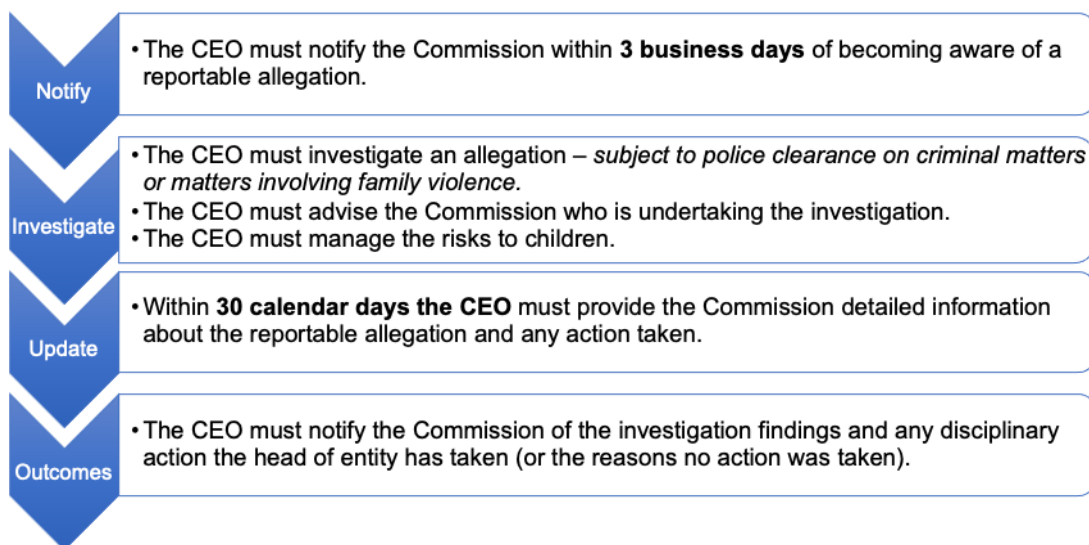 Notify
• The CEO must notify the Commission within 3 business days of becoming aware of a
reportable allegation.
Investigate
• The CEO must investigate an allegation – subject to police clearance on criminal matters
or matters involving family violence.
• The CEO must advise the Commission who is undertaking the investigation.
• The CEO must manage the risks to children.
Update
• Within 30 calendar days the CEO must provide the Commission detailed information
about the reportable allegation and any action taken.
Outcomes
• The CEO must notify the Commission of the investigation findings and any disciplinary
action the head of entity has taken (or the reasons no action was taken).